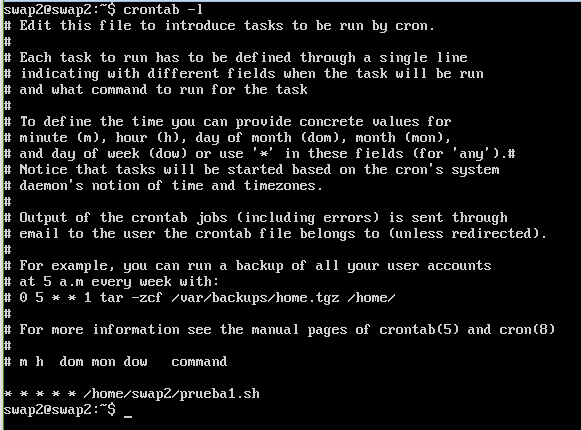 swap2@swap2:~$ crontab -l
# Edit this file to introduce tasks to be run by cron.
#
# Each task to run has to be defined through a single line
# indicating with different fields when the task will be run
# and what command to run for the task
#
# To define the time you can provide concrete values for
# minute (m), hour (h), day of month (dom), month (mon),
# and day of week (dow) or use '*' in these fields (for 'any').#
# Notice that tasks will be started based on the cron's system
# daemon's notion of time and timezones.
#
# Output of the crontab jobs (including errors) is sent through
# email to the user the crontab file belongs to (unless redirected).
#
# For example, you can run a backup of all your user accounts
# at 5 a.m every week with:
# 0 5 * * 1 tar -zcf /var/backups/home.tgz /home/
#
# For more information see the manual pages of crontab(5) and cron(8)
#
# m h  dom mon dow   command

* * * * * /home/swap2/prueba1.sh
swap2@swap2:~$ _